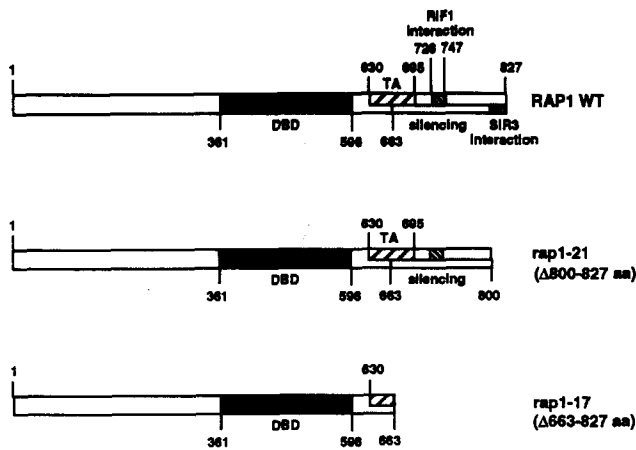 RIF1
interaction
1 630 695 726 747 827
TA
RAP1 WT
DBD silencing SIR3
interaction
361 596 663
1 630 695
TA
rap1-21
(Δ800-827 aa)
DBD silencing
361 596 663 800
1 630
rap1-17
(Δ663-827 aa)
DBD
361 596 663